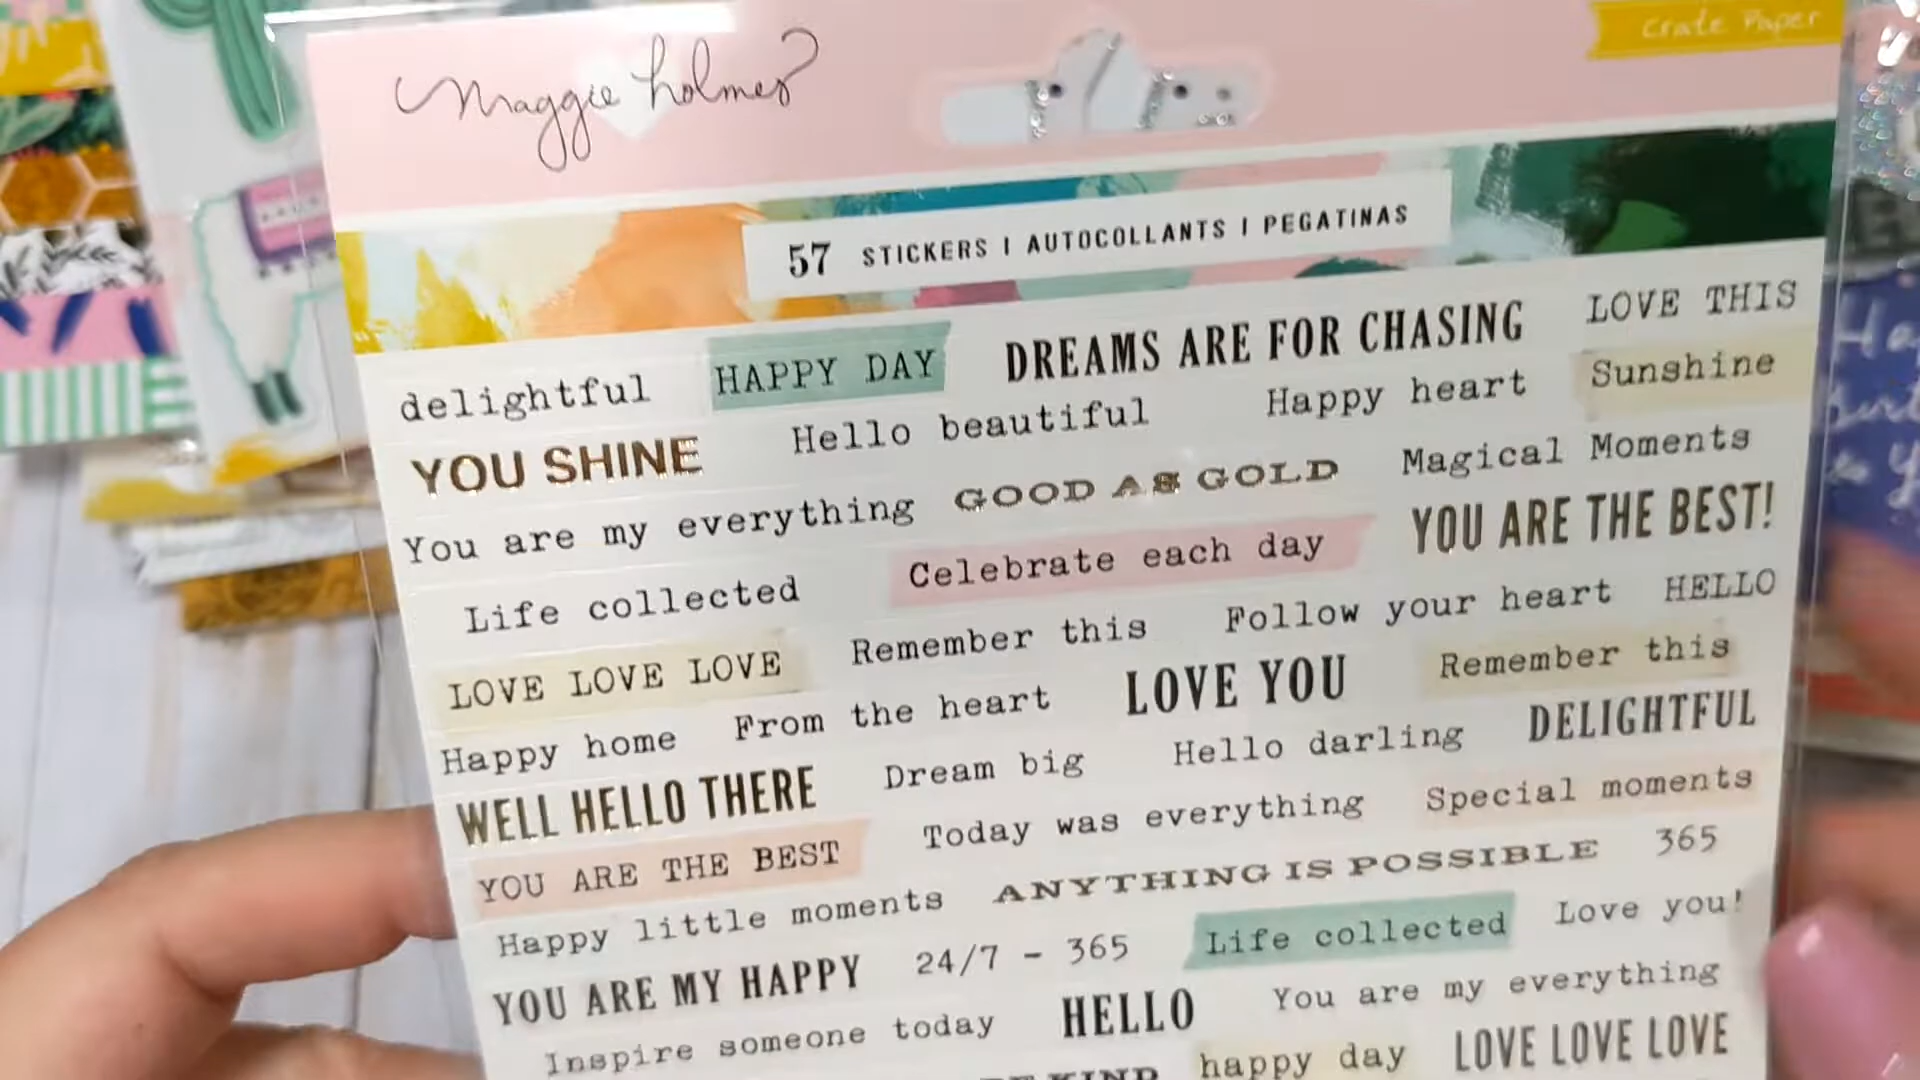 maggie holmes
Crate Paper
57 STICKERS | AUTOCOLLANTS | PEGATINAS
delightful HAPPY DAY DREAMS ARE FOR CHASING LOVE THIS
YOU SHINE Hello beautiful Happy heart Sunshine
You are my everything GOOD AS GOLD Magical Moments
Life collected Celebrate each day YOU ARE THE BEST!
LOVE LOVE LOVE Remember this Follow your heart HELLO
Happy home From the heart LOVE YOU Remember this
WELL HELLO THERE Dream big Hello darling DELIGHTFUL
YOU ARE THE BEST Today was everything Special moments
Happy little moments ANYTHING IS POSSIBLE 365
YOU ARE MY HAPPY 24/7 - 365 Life collected Love you!
Inspire someone today HELLO You are my everything
KIND happy day LOVE LOVE LOVE